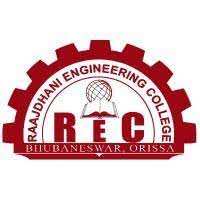 RAAJDHANI ENGINEERING COLLEGE
REC
BHUBANESWAR, ORISSA